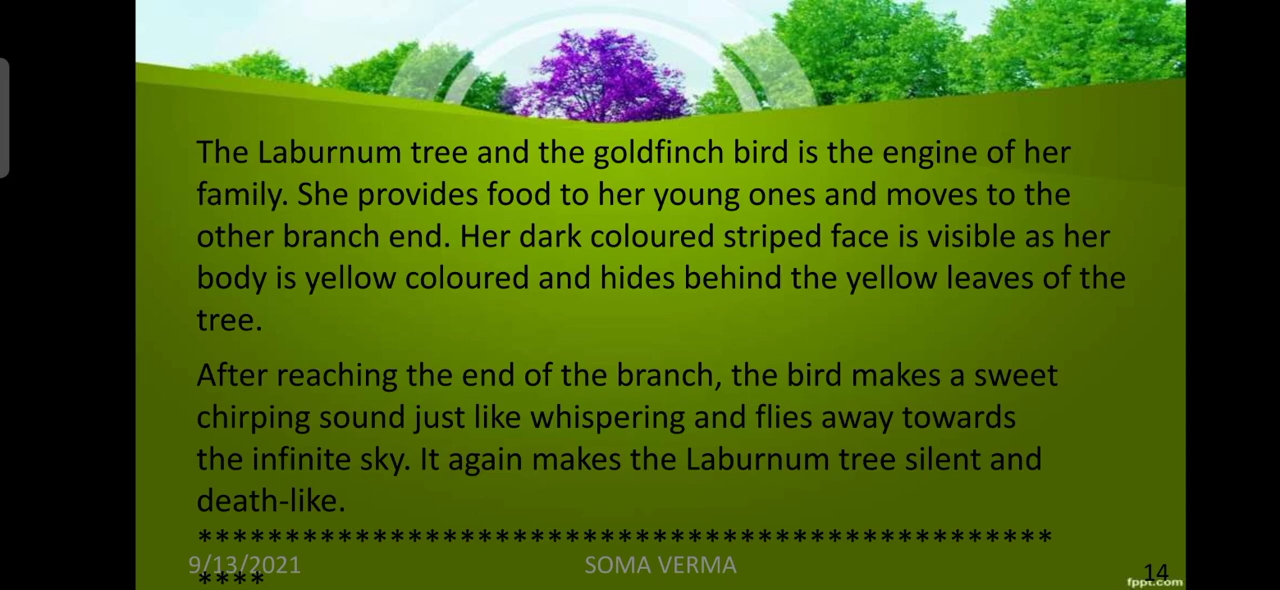 The Laburnum tree and the goldfinch bird is the engine of her
family. She provides food to her young ones and moves to the
other branch end. Her dark coloured striped face is visible as her
body is yellow coloured and hides behind the yellow leaves of the
tree.
After reaching the end of the branch, the bird makes a sweet
chirping sound just like whispering and flies away towards
the infinite sky. It again makes the Laburnum tree silent and
death-like.
*************************************************
****
9/13/2021
SOMA VERMA
14
fppt.com